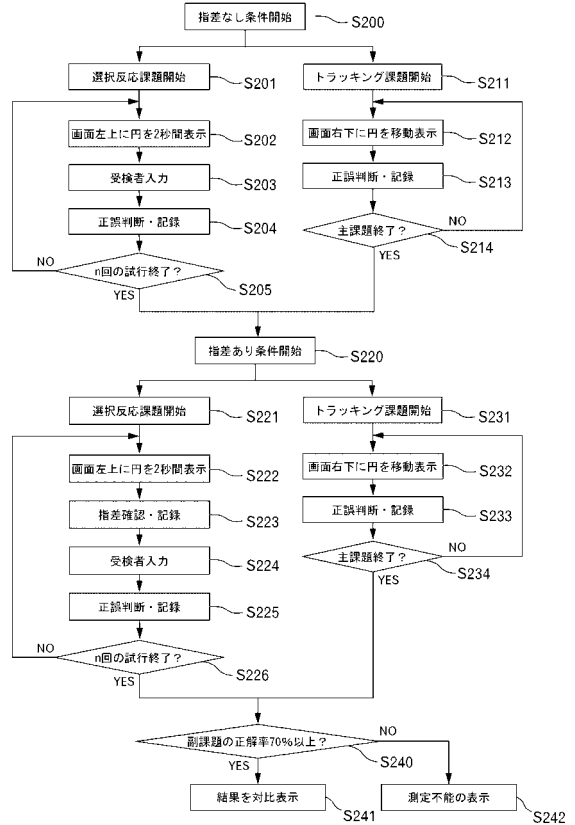 指差なし条件開始
S200
選択反応課題開始
S201
トラッキング課題開始
S211
画面左上に円を2秒間表示
S202
画面右下に円を移動表示
S212
受検者入力
S203
正誤判断・記録
S213
正誤判断・記録
S204
主課題終了？
NO
S214
YES
NO
n回の試行終了？
S205
YES
指差あり条件開始
S220
選択反応課題開始
S221
トラッキング課題開始
S231
画面左上に円を2秒間表示
S222
画面右下に円を移動表示
S232
指差確認・記録
S223
正誤判断・記録
S233
受検者入力
S224
主課題終了？
NO
S234
YES
正誤判断・記録
S225
NO
n回の試行終了？
S226
YES
副課題の正解率70%以上？
NO
S240
YES
結果を対比表示
S241
測定不能の表示
S242